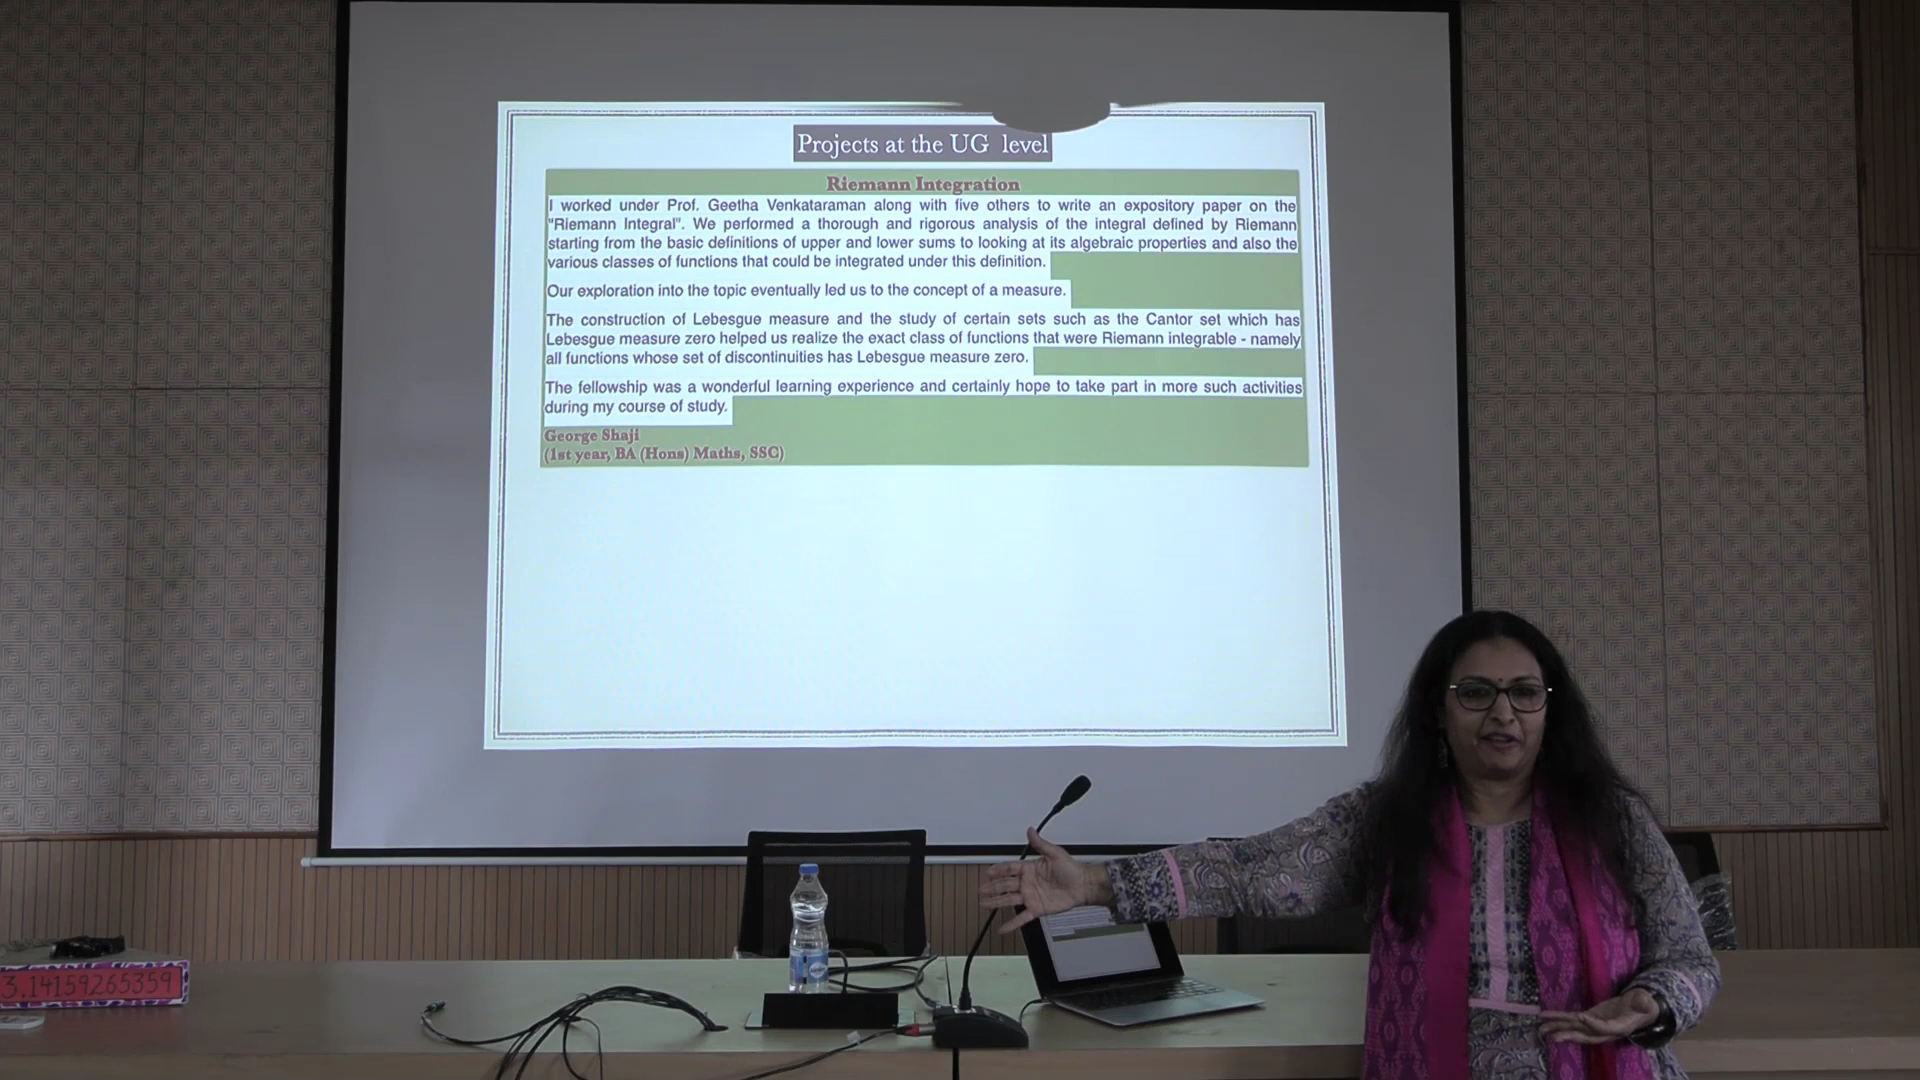 Projects at the UG level
Riemann Integration
I worked under Prof. Geetha Venkataraman along with five others to write an expository paper on the
"Riemann Integral". We performed a thorough and rigorous analysis of the integral defined by Riemann
starting from the basic definitions of upper and lower sums to looking at its algebraic properties and also the
various classes of functions that could be integrated under this definition.
Our exploration into the topic eventually led us to the concept of a measure.
The construction of Lebesgue measure and the study of certain sets such as the Cantor set which has
Lebesgue measure zero helped us realize the exact class of functions that were Riemann integrable - namely
all functions whose set of discontinuities has Lebesgue measure zero.
The fellowship was a wonderful learning experience and certainly hope to take part in more such activities
during my course of study.
George Shaji
(1st year, BA (Hons) Maths, SSC)
3.14159265359